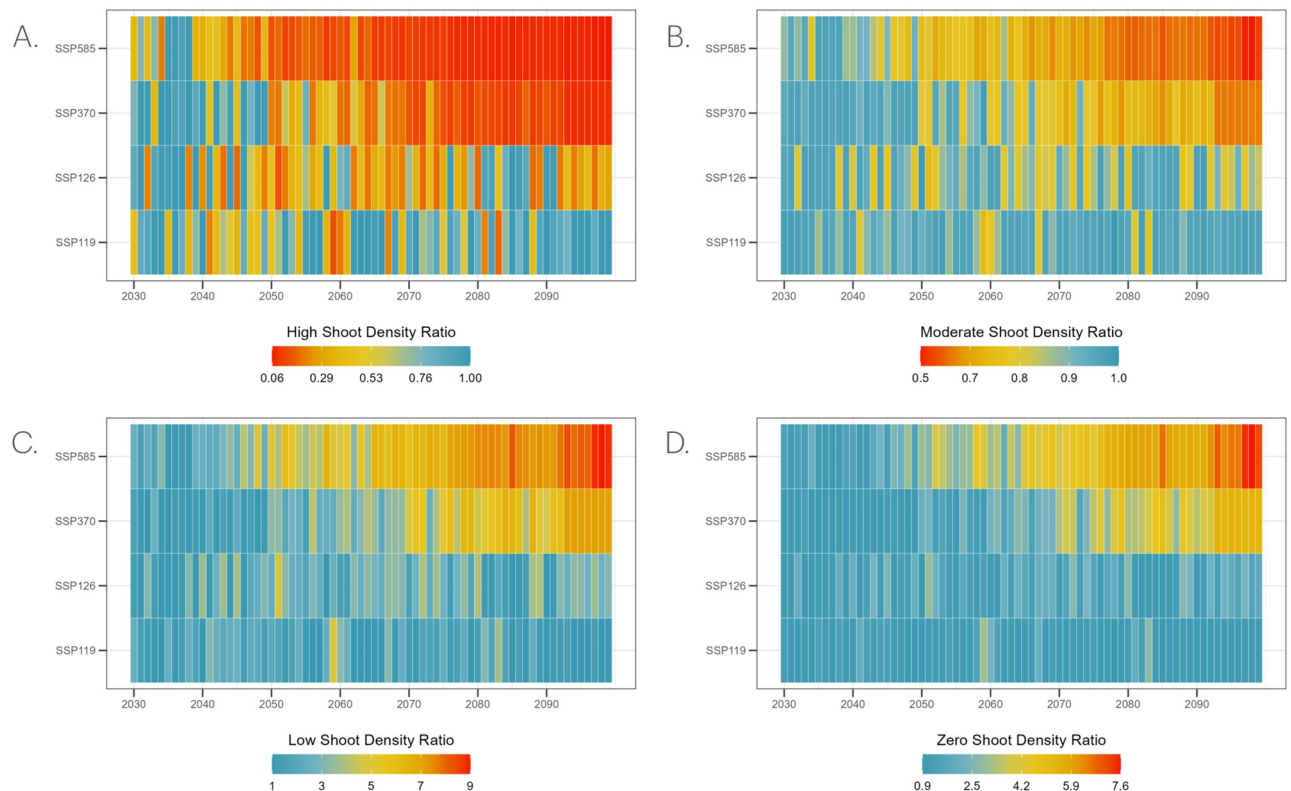 A.
SSP585
SSP370
SSP126
SSP119
2030 2040 2050 2060 2070 2080 2090
High Shoot Density Ratio
0.06 0.29 0.53 0.76 1.00
B.
SSP585
SSP370
SSP126
SSP119
2030 2040 2050 2060 2070 2080 2090
Moderate Shoot Density Ratio
0.5 0.7 0.8 0.9 1.0
C.
SSP585
SSP370
SSP126
SSP119
2030 2040 2050 2060 2070 2080 2090
Low Shoot Density Ratio
1 3 5 7 9
D.
SSP585
SSP370
SSP126
SSP119
2030 2040 2050 2060 2070 2080 2090
Zero Shoot Density Ratio
0.9 2.5 4.2 5.9 7.6